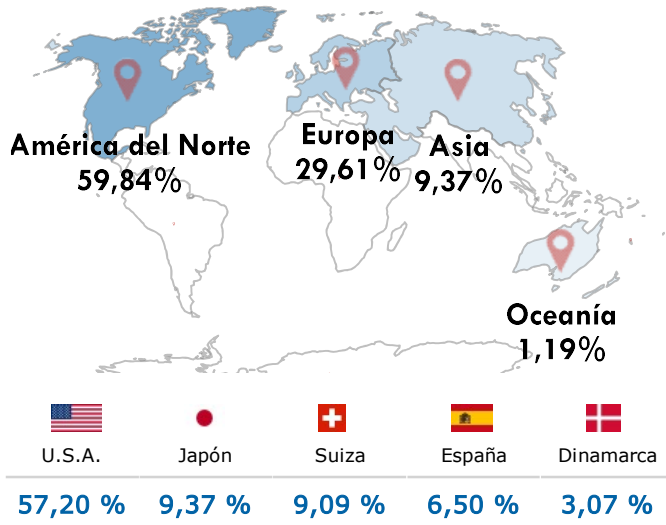 América del Norte
59,84%
Europa
29,61%
Asia
9,37%
Oceanía
1,19%
U.S.A. Japón Suiza España Dinamarca
57,20 % 9,37 % 9,09 % 6,50 % 3,07 %